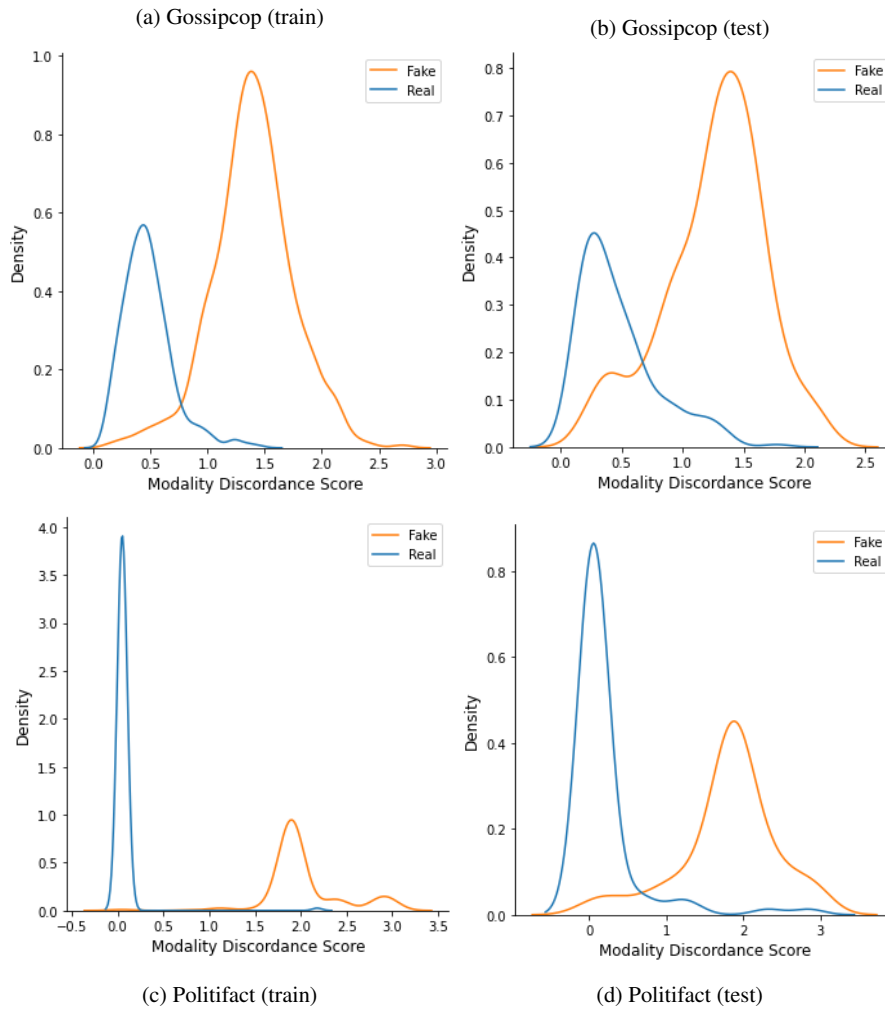 (a) Gossipcop (train)
1.0
0.8
0.6
0.4
0.2
0.0
Density
Fake
Real
0.0 0.5 1.0 1.5 2.0 2.5 3.0
Modality Discordance Score
(b) Gossipcop (test)
0.8
0.7
0.6
0.5
0.4
0.3
0.2
0.1
0.0
Density
Fake
Real
0.0 0.5 1.0 1.5 2.0 2.5
Modality Discordance Score
4.0
3.5
3.0
2.5
2.0
1.5
1.0
0.5
0.0
Density
Fake
Real
−0.5 0.0 0.5 1.0 1.5 2.0 2.5 3.0 3.5
Modality Discordance Score
(c) Politifact (train)
0.8
0.6
0.4
0.2
0.0
Density
Fake
Real
0 1 2 3
Modality Discordance Score
(d) Politifact (test)